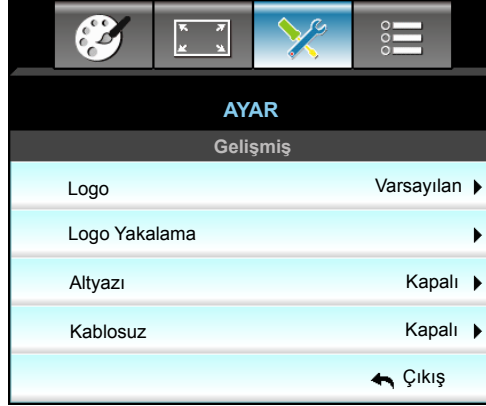 AYAR
Gelişmiş
Logo Varsayılan
Logo Yakalama
Altyazı Kapalı
Kablosuz Kapalı
Çıkış